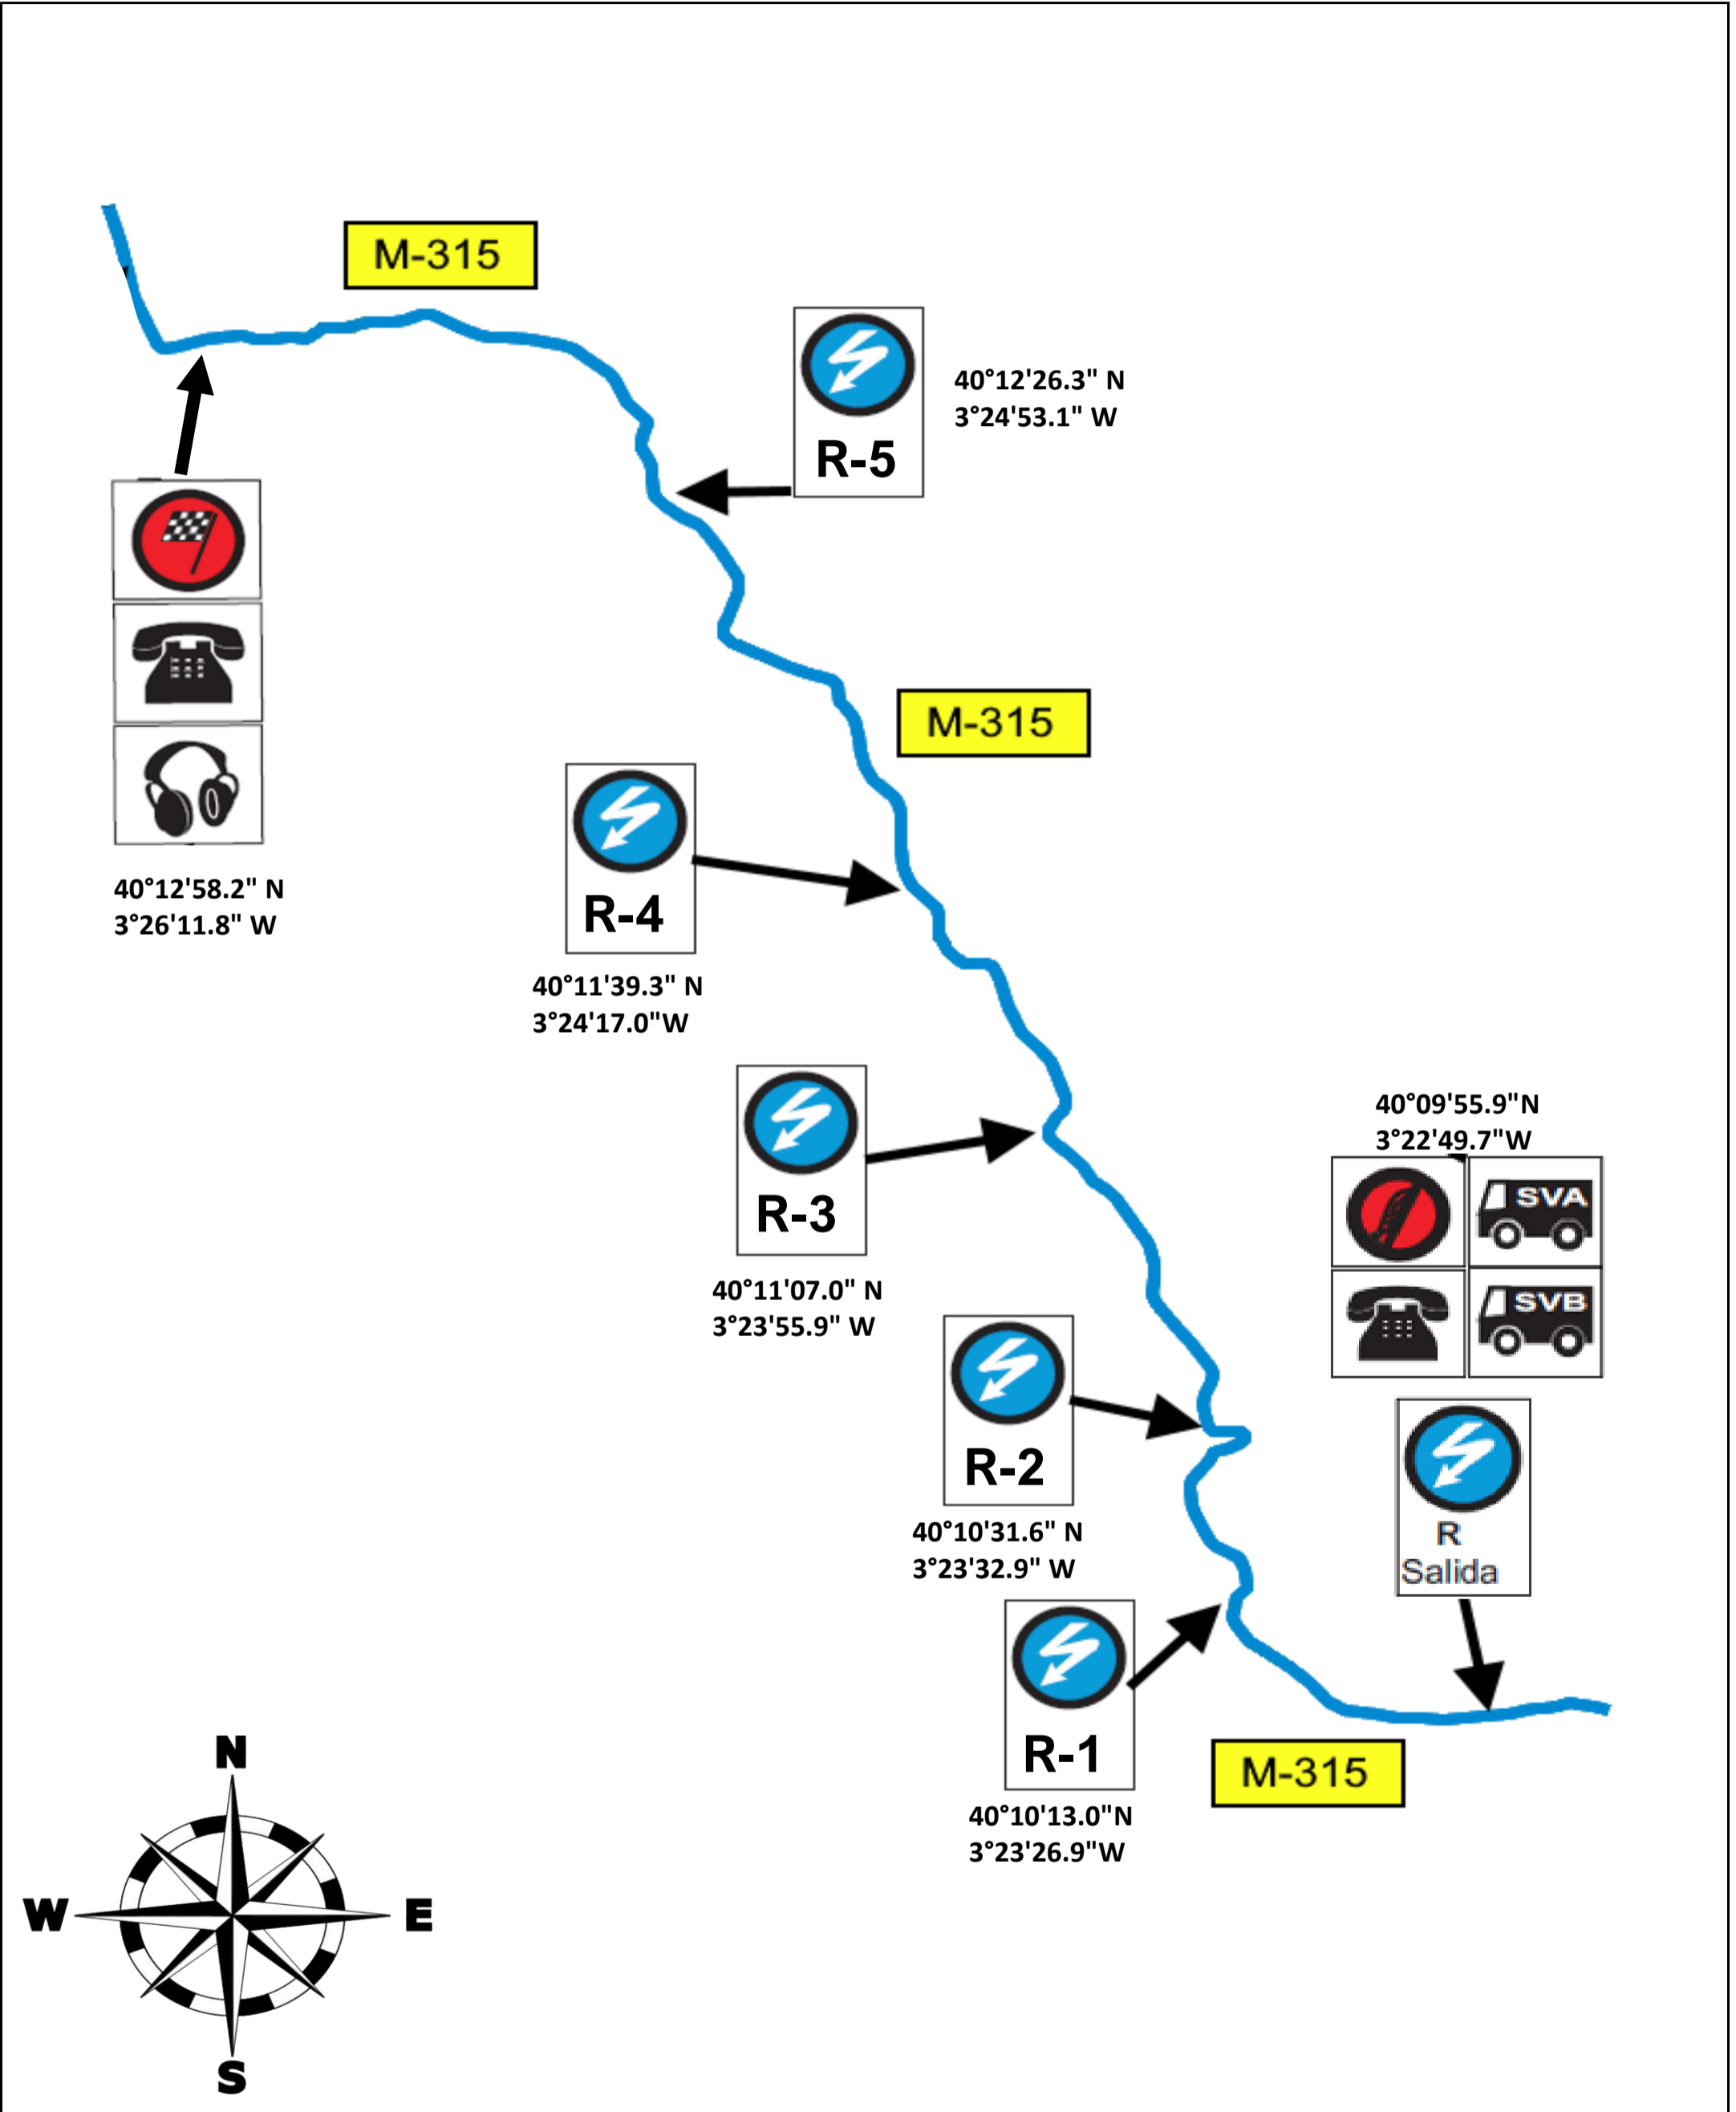 M-315
R-5
40°12'26.3" N
3°24'53.1" W
40°12'58.2" N
3°26'11.8" W
M-315
R-4
40°11'39.3" N
3°24'17.0"W
R-3
40°11'07.0" N
3°23'55.9" W
40°09'55.9"N
3°22'49.7"W
SVA
SVB
R-2
40°10'31.6" N
3°23'32.9" W
R
Salida
R-1
40°10'13.0"N
3°23'26.9"W
M-315
N
W
E
S